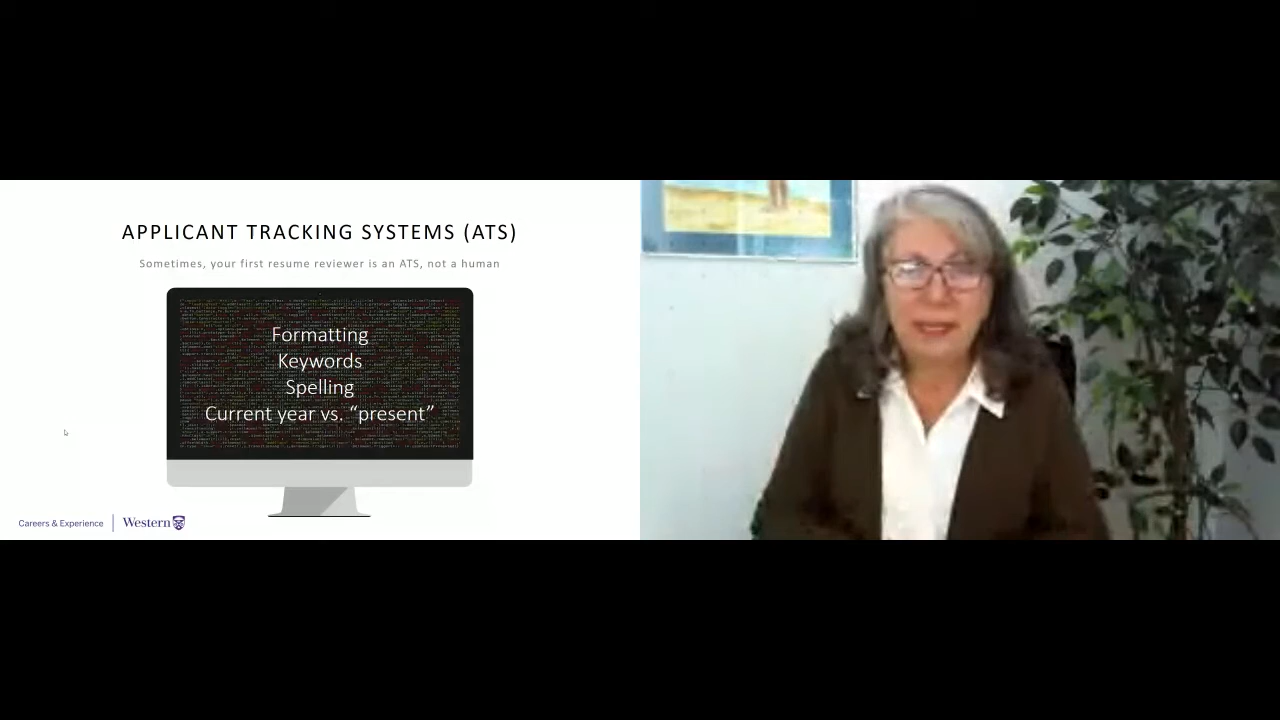 APPLICANT TRACKING SYSTEMS (ATS)
Sometimes, your first resume reviewer is an ATS, not a human
Formatting
Keywords
Spelling
Current year vs. “present”
Careers & Experience
Western